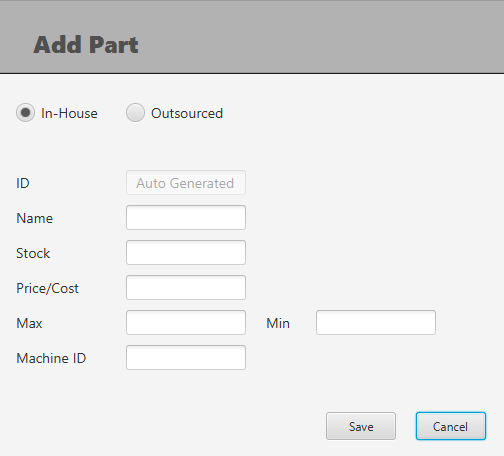 Add Part
In-House Outsourced
ID Auto Generated
Name
Stock
Price/Cost
Max Min
Machine ID
Save Cancel